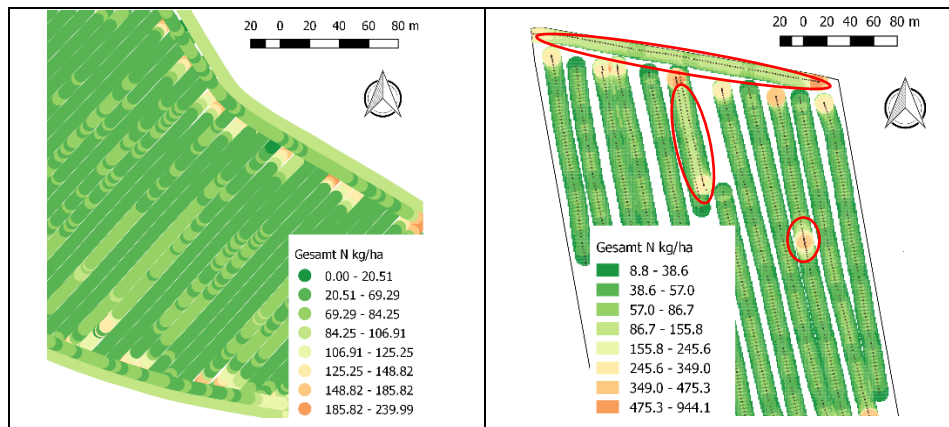 20 0 20 40 60 80 m
Gesamt N kg/ha
0.00 - 20.51
20.51 - 69.29
69.29 - 84.25
84.25 - 106.91
106.91 - 125.25
125.25 - 148.82
148.82 - 185.82
185.82 - 239.99
20 0 20 40 60 80 m
Gesamt N kg/ha
8.8 - 38.6
38.6 - 57.0
57.0 - 86.7
86.7 - 155.8
155.8 - 245.6
245.6 - 349.0
349.0 - 475.3
475.3 - 944.1